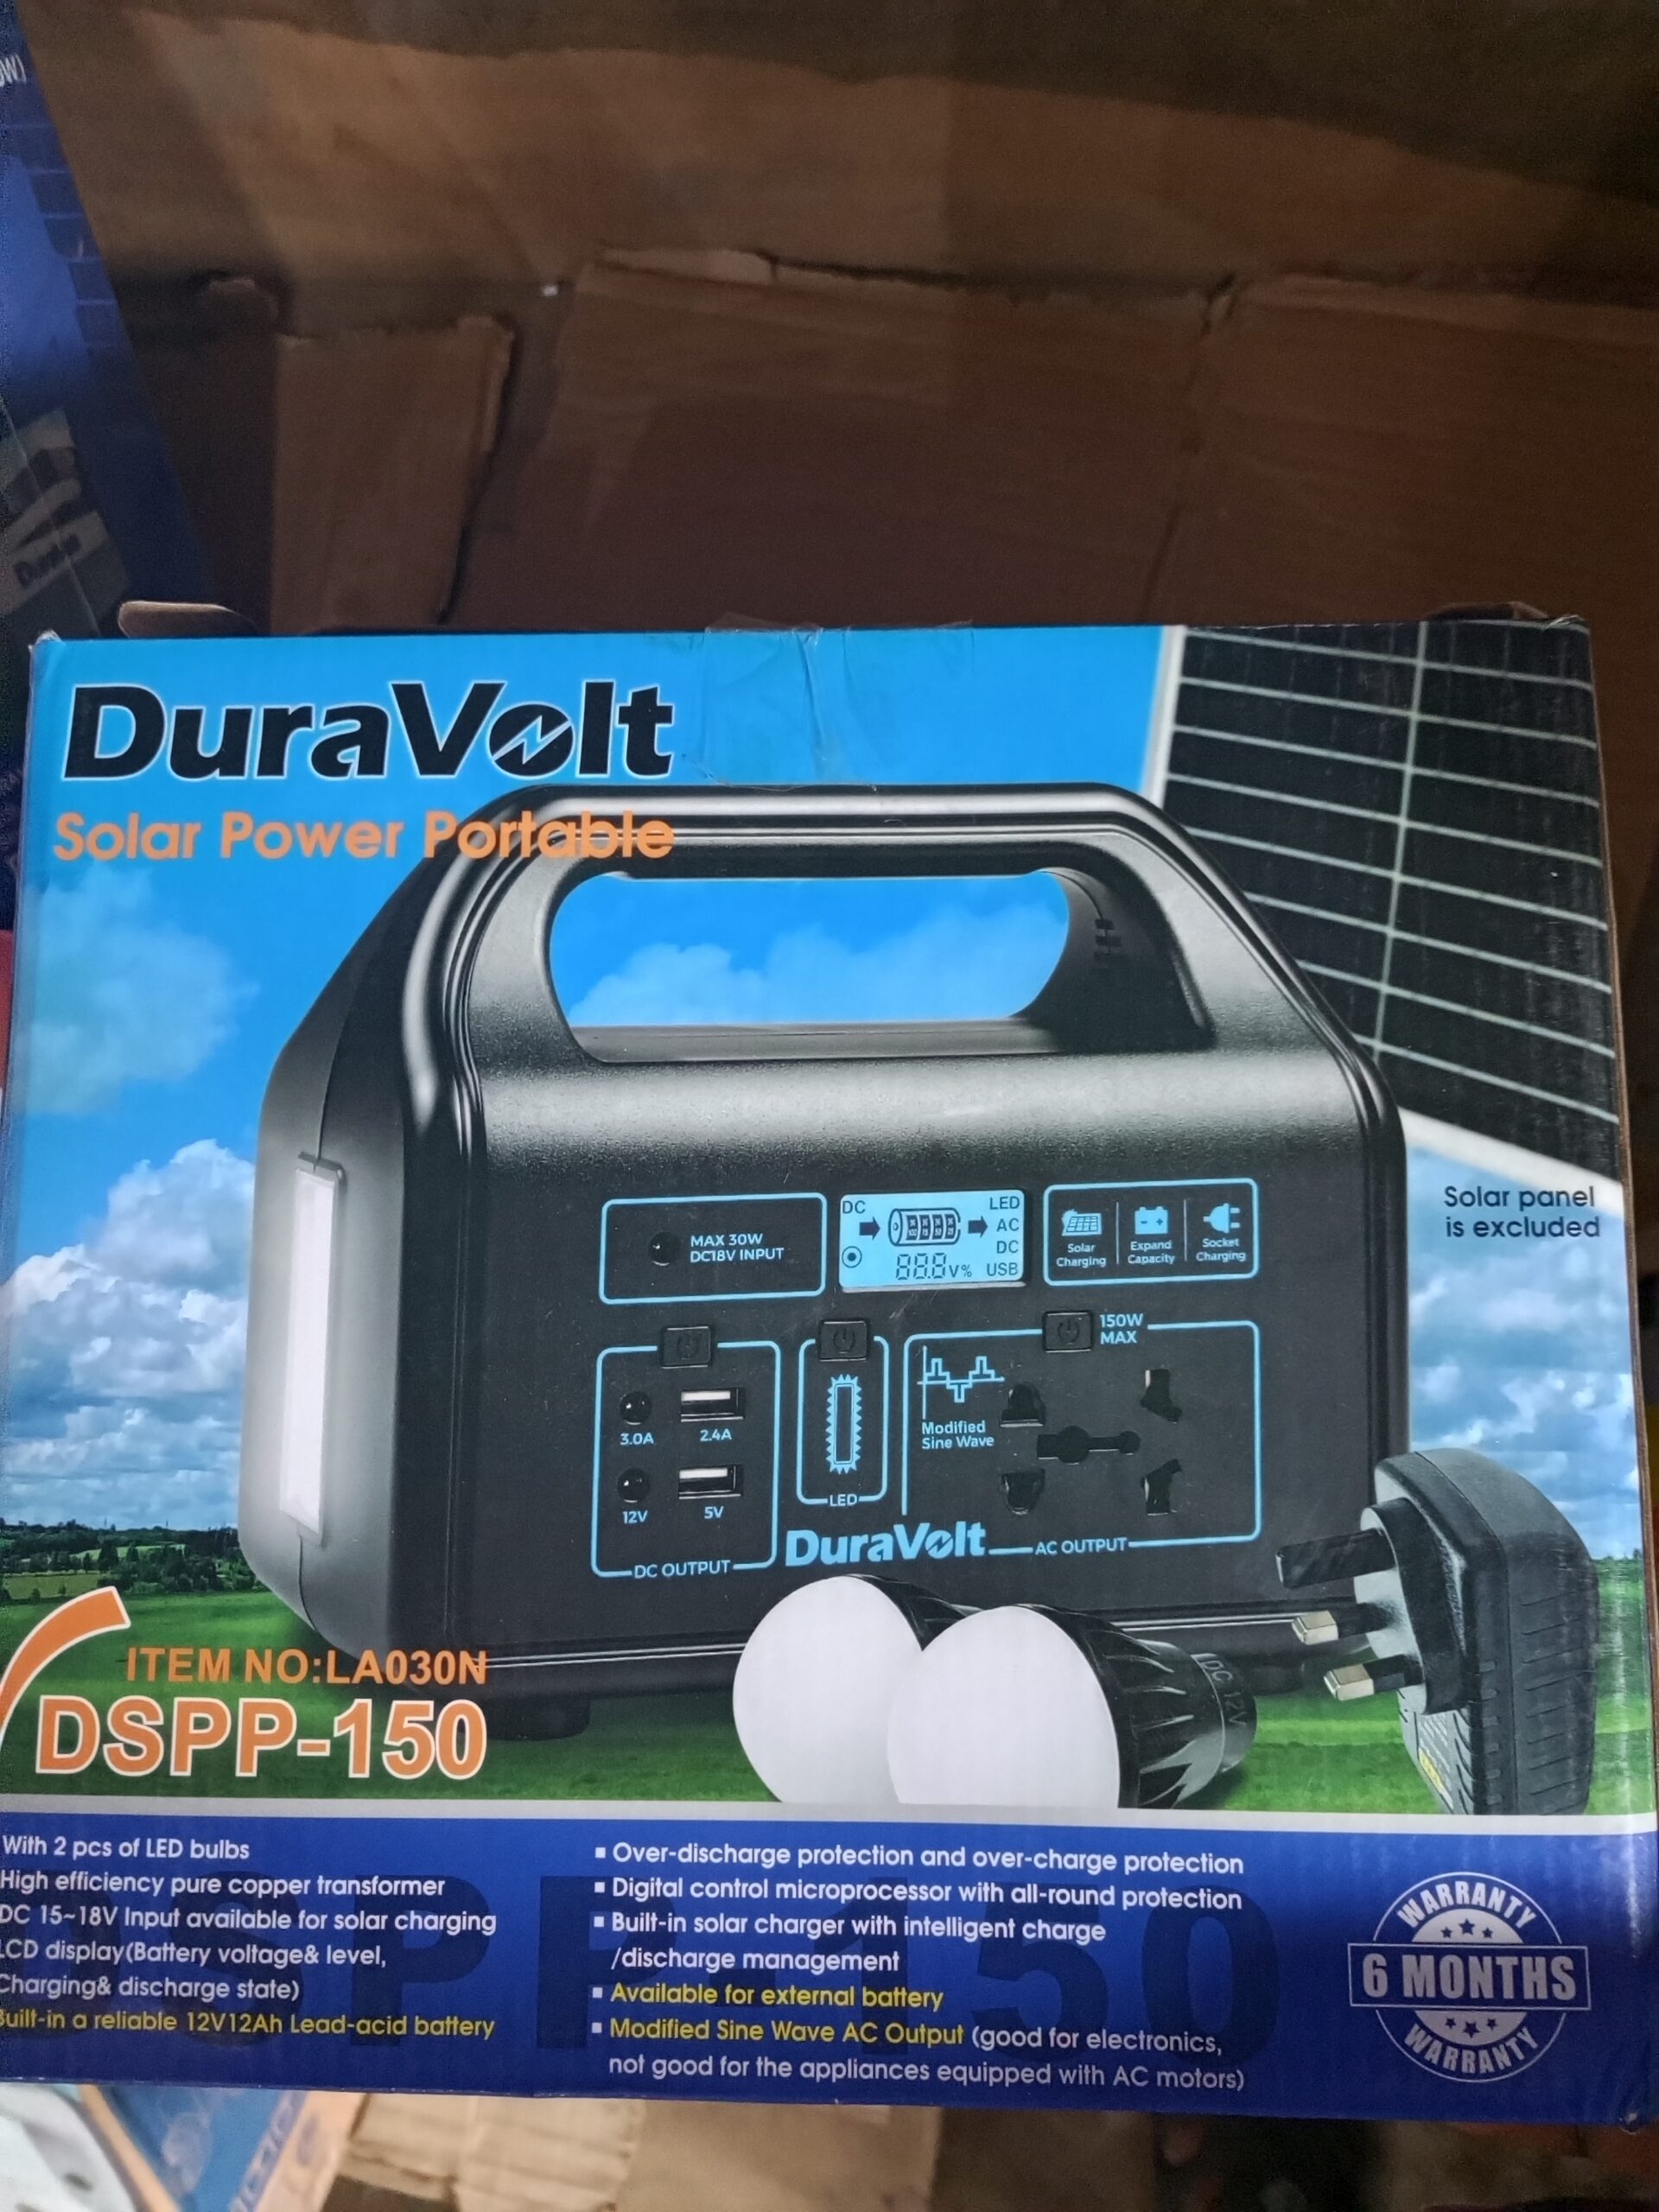 W)
DuraVolt
Solar Power Portable
Solar panel
is excluded
MAX 30W
DC18V INPUT
DC
LED
AC
DC
USB
88.8V%
Solar
Charging
Expand
Capacity
Socket
Charging
150W
MAX
3.0A
2.4A
12V
5V
DC OUTPUT
LED
Modified
Sine Wave
DuraVolt
AC OUTPUT
DC 12V
ITEM NO:LA030N
DSPP-150
With 2 pcs of LED bulbs
High efficiency pure copper transformer
DC 15~18V Input available for solar charging
LCD display(Battery voltage& level,
Charging& discharge state)
Built-in a reliable 12V12Ah Lead-acid battery
▪ Over-discharge protection and over-charge protection
▪ Digital control microprocessor with all-round protection
▪ Built-in solar charger with intelligent charge
/discharge management
▪ Available for external battery
▪ Modified Sine Wave AC Output (good for electronics,
not good for the appliances equipped with AC motors)
WARRANTY
6 MONTHS
WARRANTY
DSPP-150